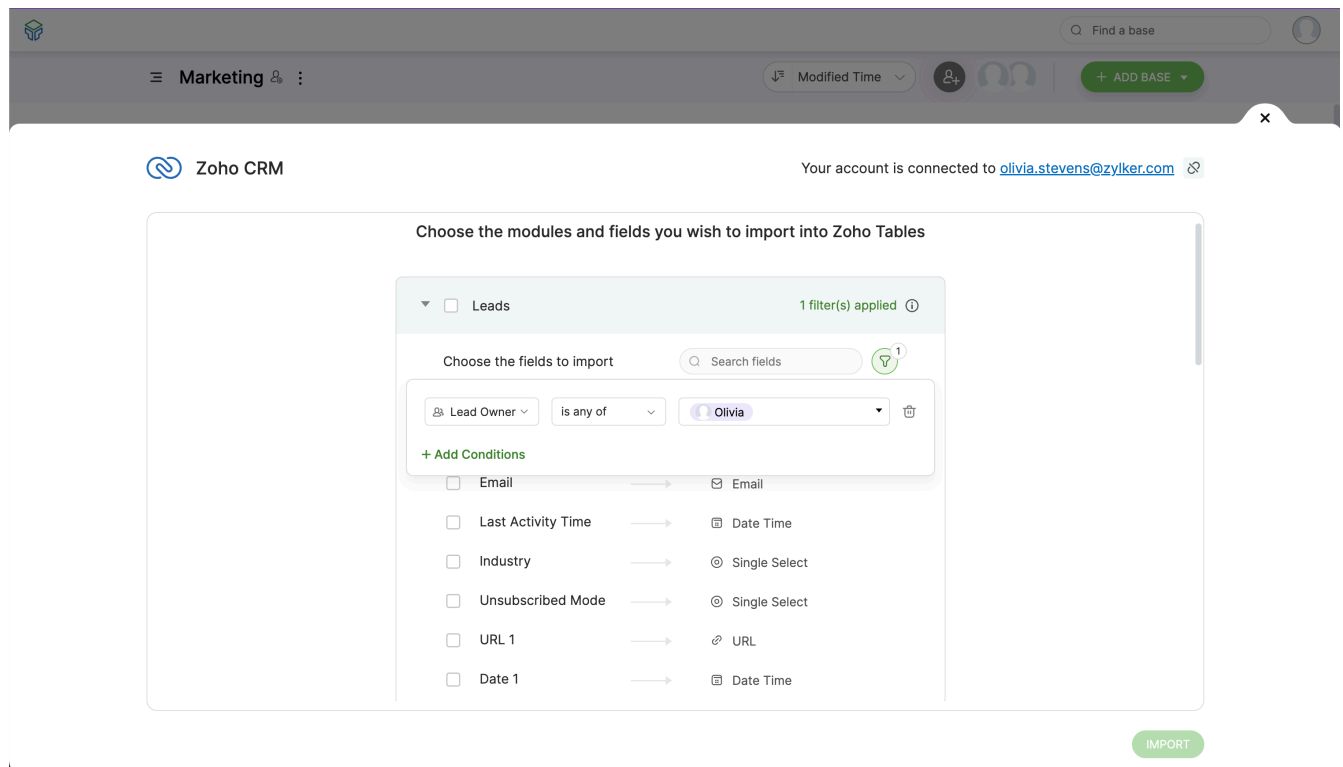 Find a base
Marketing
Modified Time
+ ADD BASE
Zoho CRM
Your account is connected to olivia.stevens@zylker.com
Choose the modules and fields you wish to import into Zoho Tables
Leads 1 filter(s) applied
Choose the fields to import Search fields 1
Lead Owner is any of Olivia
+ Add Conditions
Email Email
Last Activity Time Date Time
Industry Single Select
Unsubscribed Mode Single Select
URL 1 URL
Date 1 Date Time
IMPORT